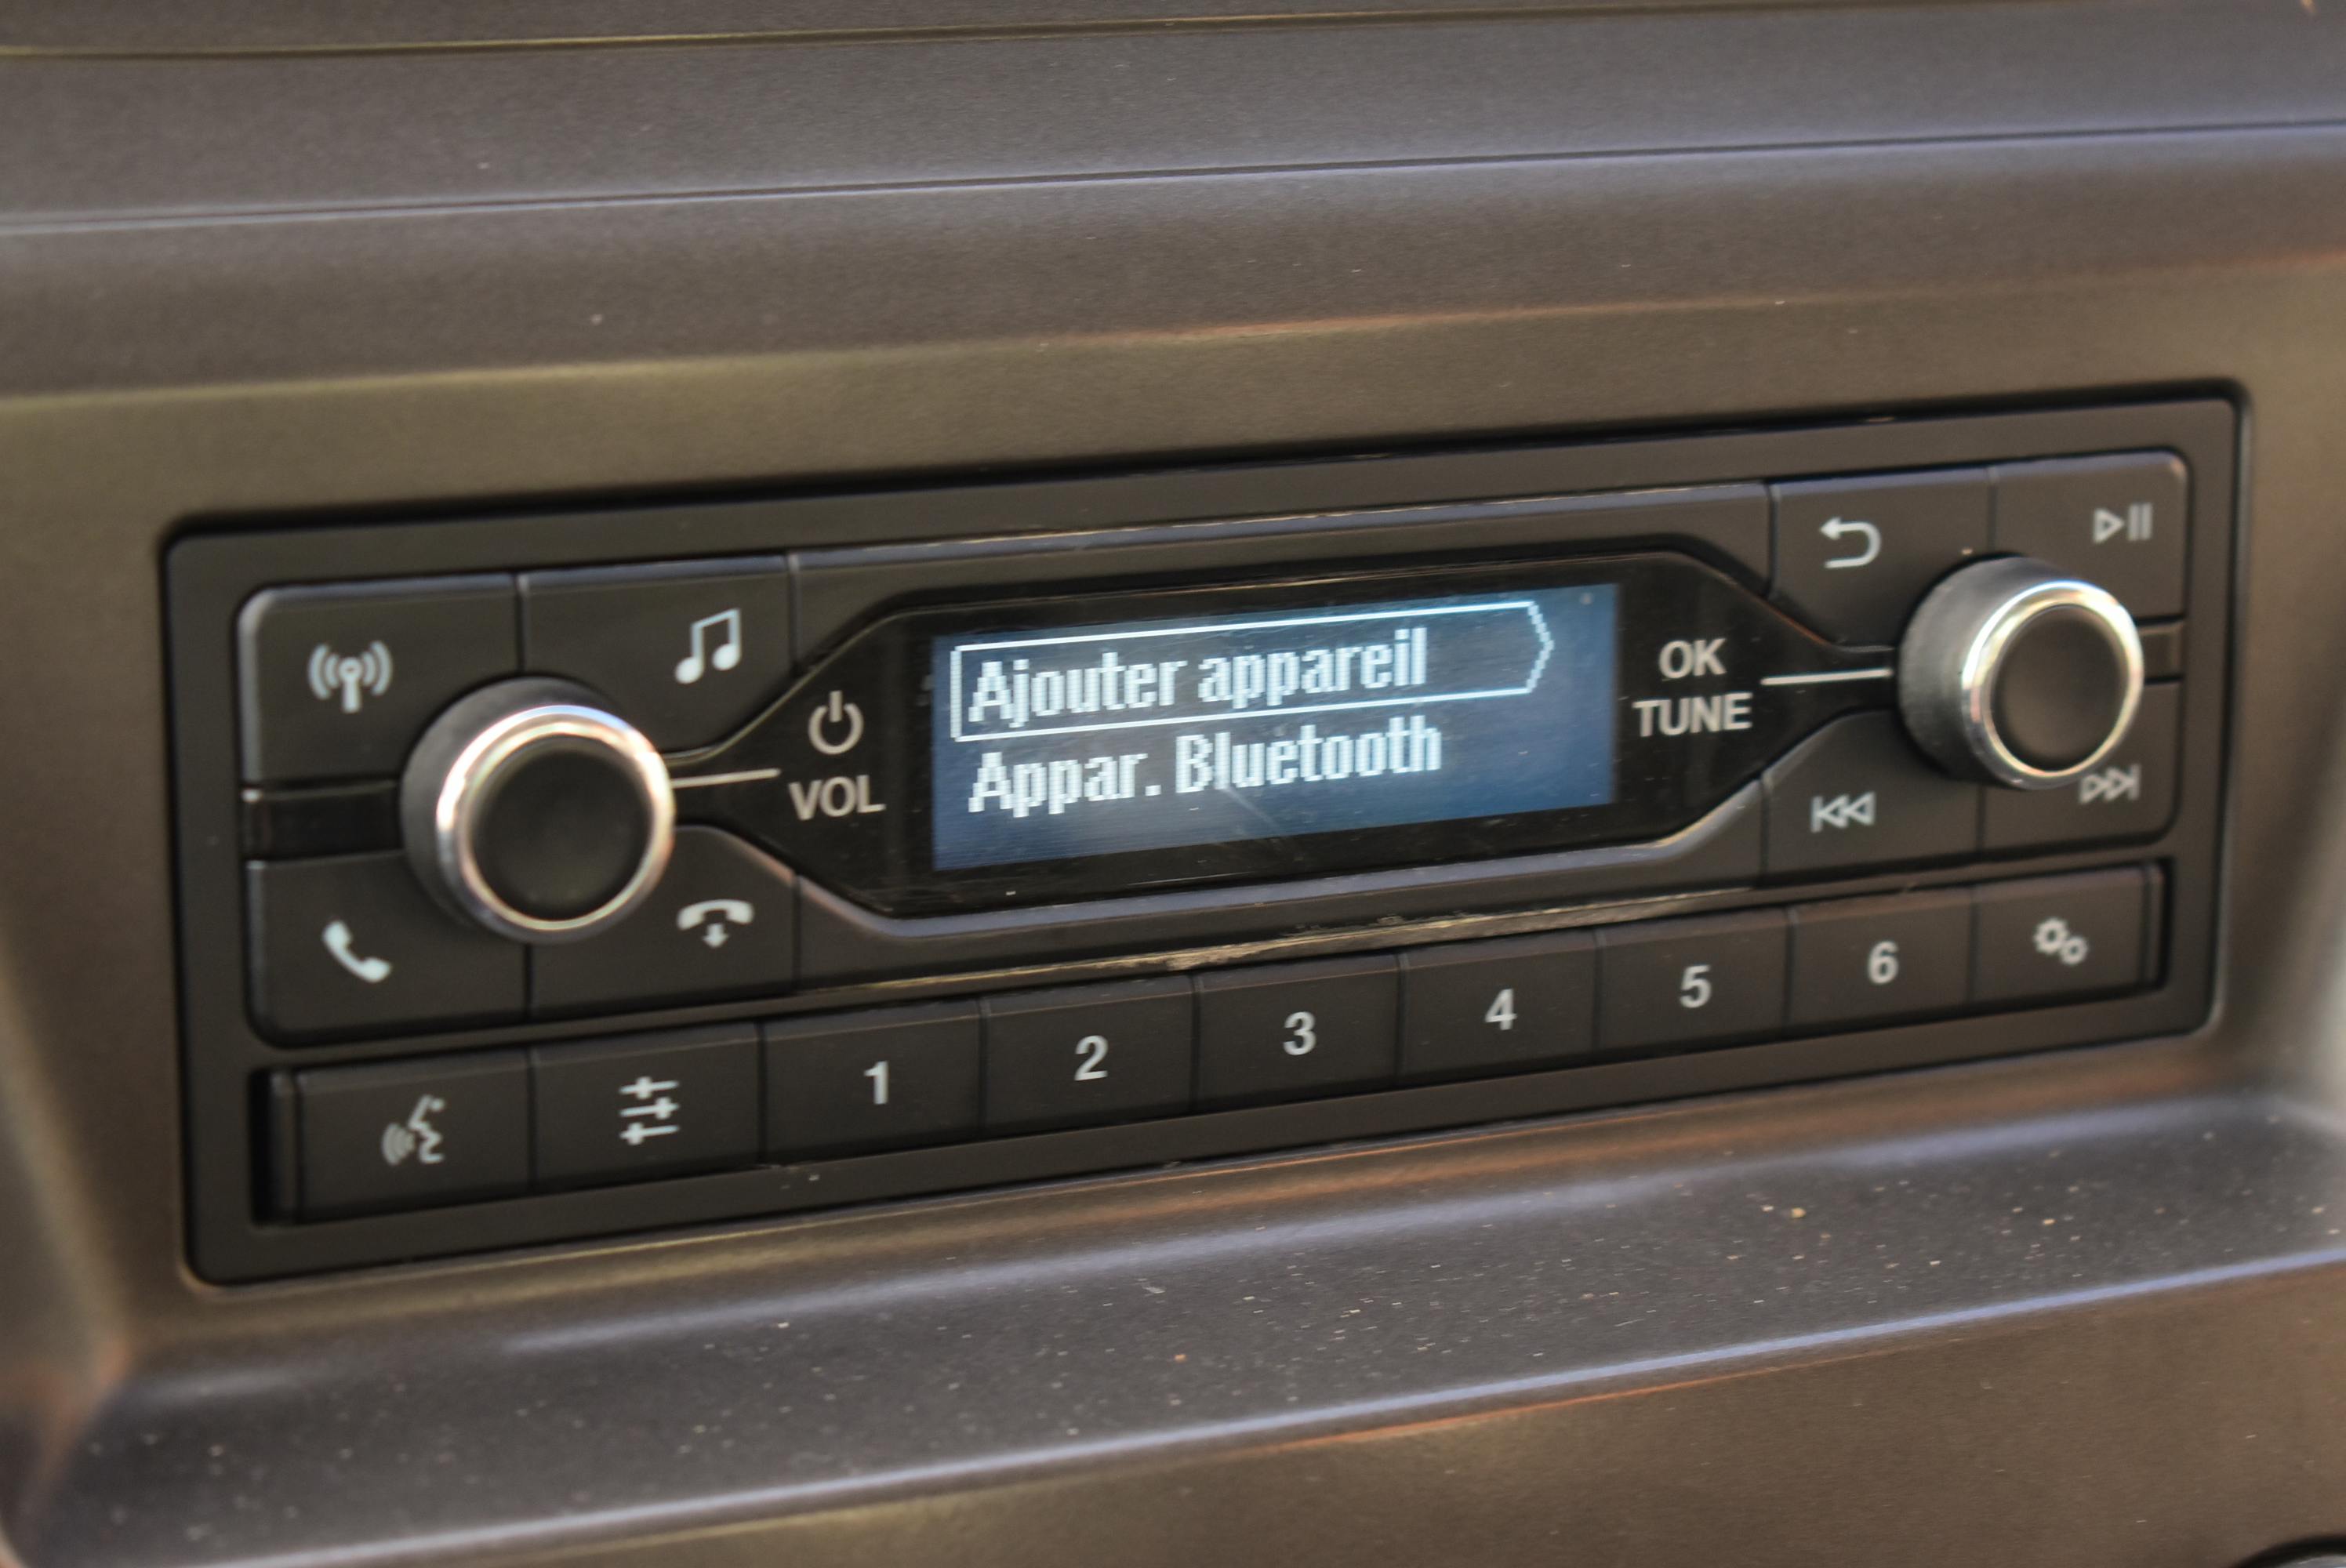 Ajouter appareil
Appar. Bluetooth
VOL
OK
TUNE
1
2
3
4
5
6